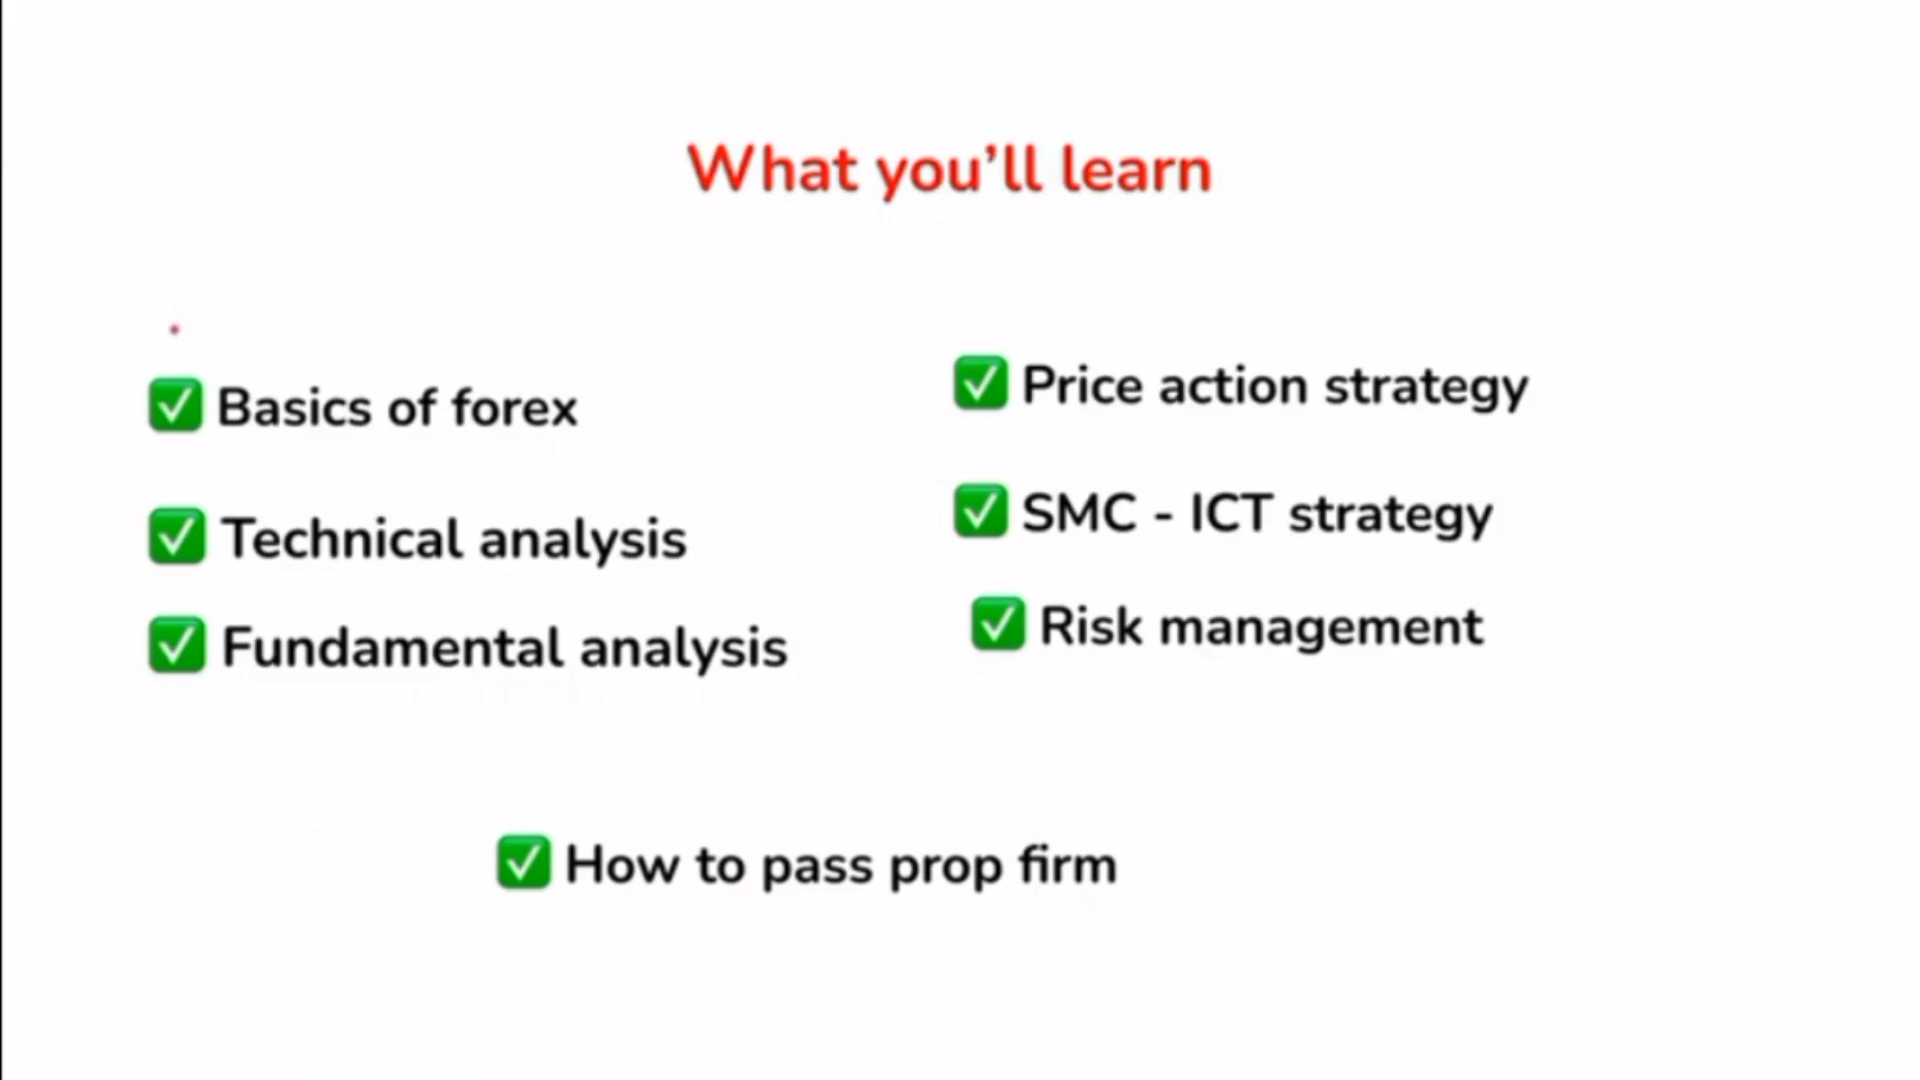 What you’ll learn
✅ Basics of forex
✅ Technical analysis
✅ Fundamental analysis
✅ Price action strategy
✅ SMC - ICT strategy
✅ Risk management
✅ How to pass prop firm